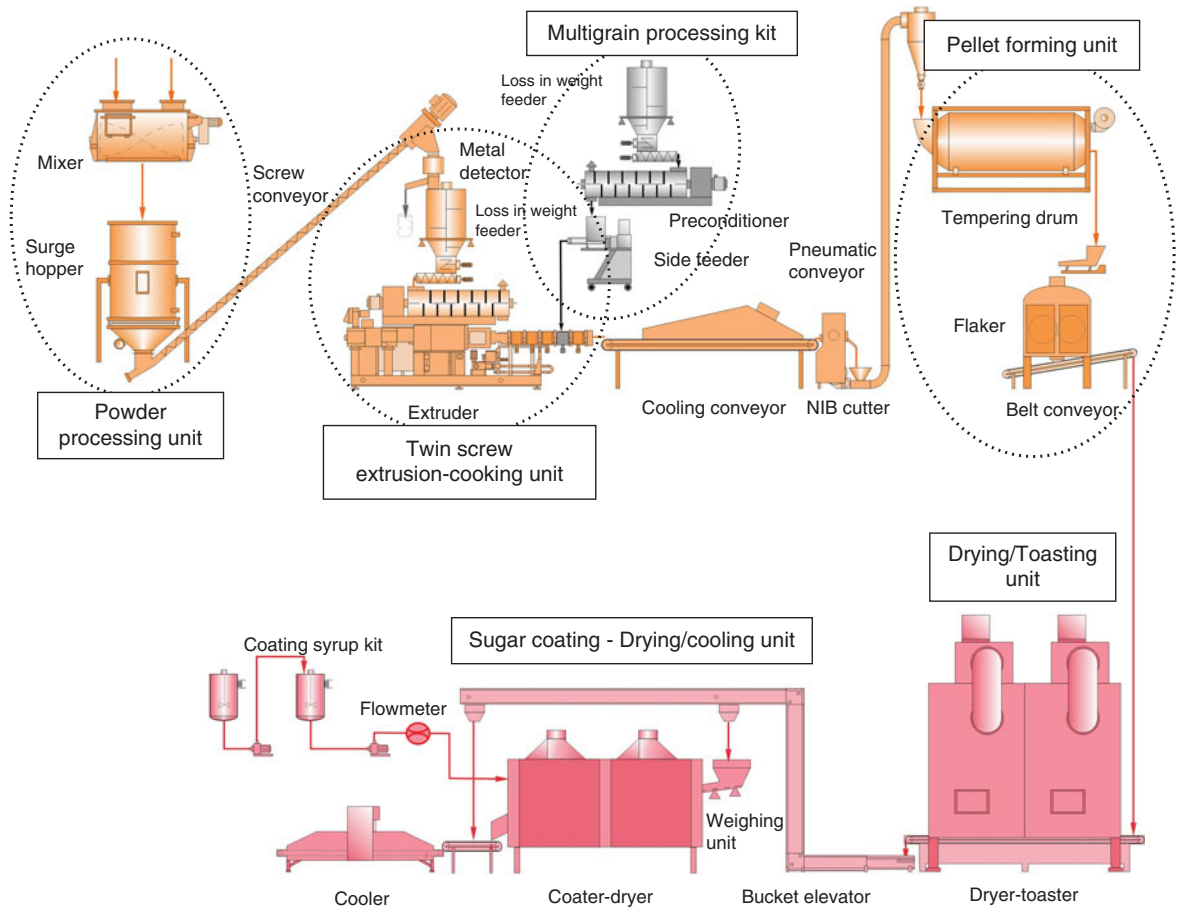 Multigrain processing kit
Pellet forming unit
Loss in weight
feeder
Mixer
Screw
conveyor
Metal
detector
Surge
hopper
Loss in weight
feeder
Preconditioner
Side feeder
Pneumatic
conveyor
Tempering drum
Flaker
Powder
processing unit
Extruder
Cooling conveyor
NIB cutter
Belt conveyor
Twin screw
extrusion-cooking unit
Drying/Toasting
unit
Sugar coating - Drying/cooling unit
Coating syrup kit
Flowmeter
Weighing
unit
Cooler
Coater-dryer
Bucket elevator
Dryer-toaster